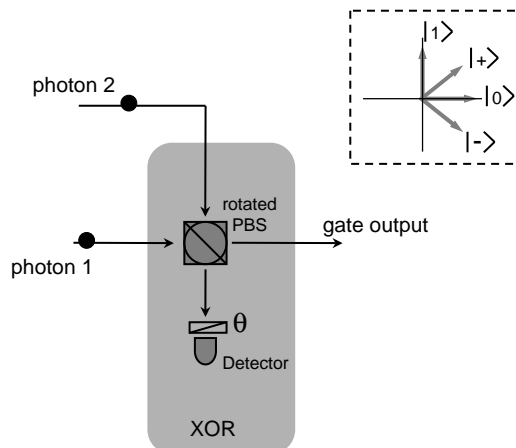 |1⟩
|+⟩
|0⟩
|-⟩
photon 2
rotated
PBS
gate output
photon 1
θ
Detector
XOR